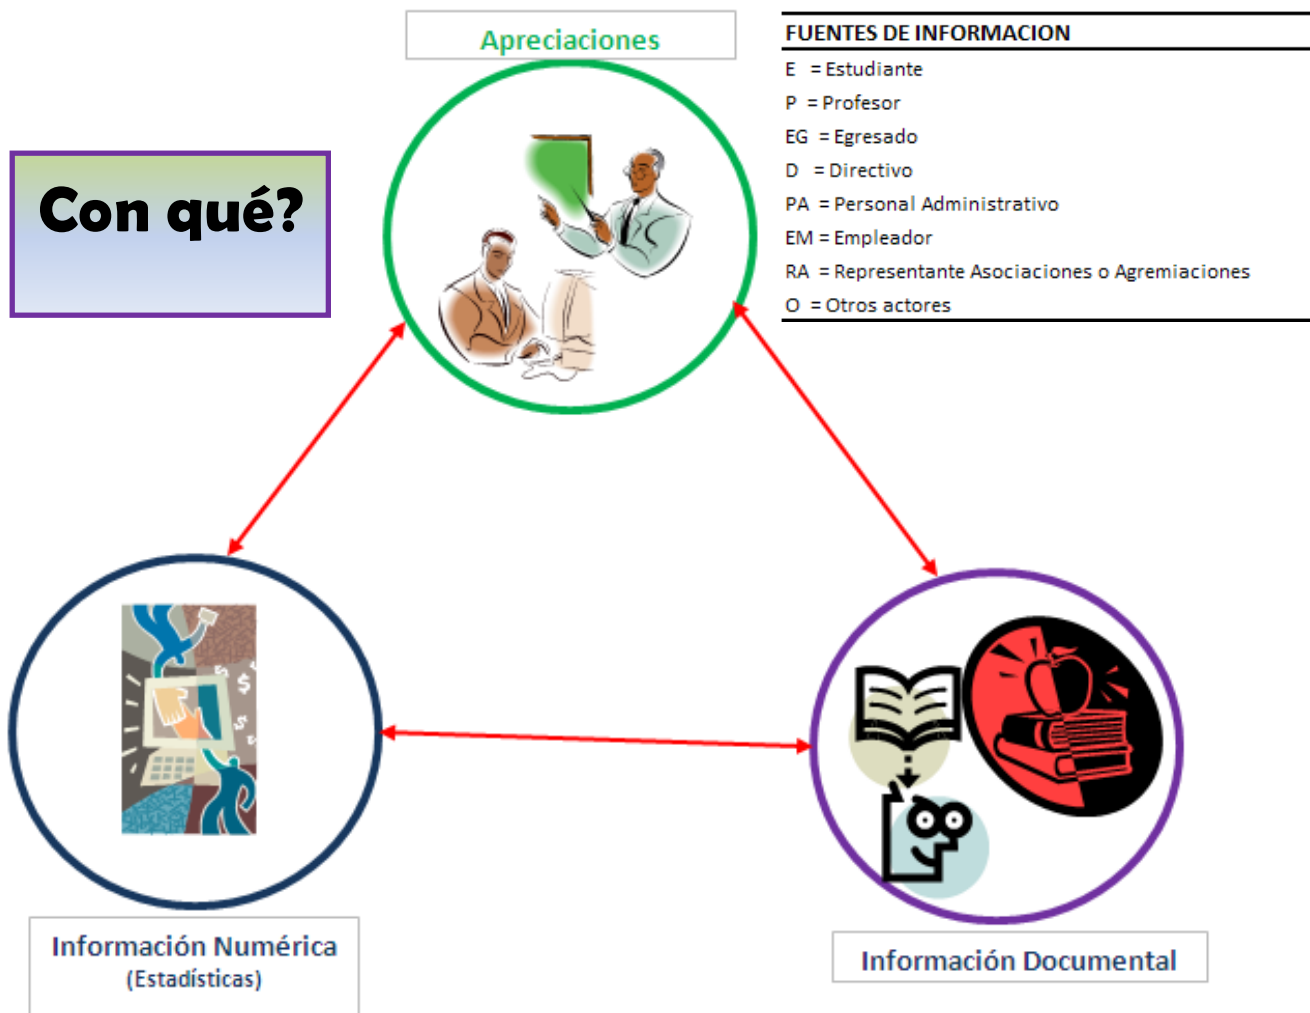 Apreciaciones
FUENTES DE INFORMACION
E = Estudiante
P = Profesor
EG = Egresado
D = Directivo
PA = Personal Administrativo
EM = Empleador
RA = Representante Asociaciones o Agremiaciones
O = Otros actores
Con qué?
Información Numérica
(Estadísticas)
Información Documental